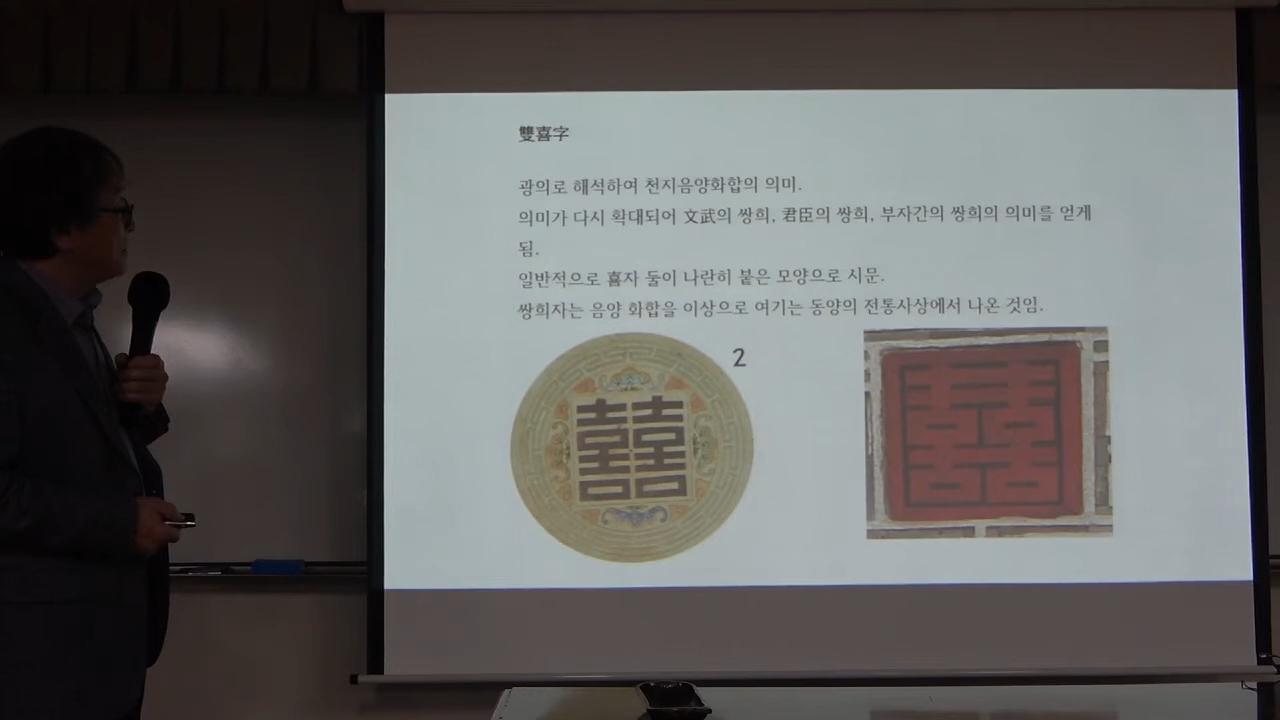 雙喜字
광의로 해석하여 천지음양화합의 의미.
의미가 다시 확대되어 文武의 쌍희, 君臣의 쌍희, 부자간의 쌍희의 의미를 얻게
됨.
일반적으로 喜자 둘이 나란히 붙은 모양으로 시문.
쌍희자는 음양 화합을 이상으로 여기는 동양의 전통사상에서 나온 것임.
2
囍
囍